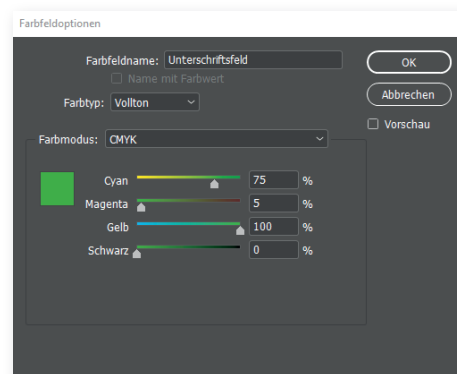 Farbfeldoptionen
Farbfeldname: Unterschriftsfeld
Name mit Farbwert
Farbtyp: Vollton
Farbmodus: CMYK
Cyan 75 %
Magenta 5 %
Gelb 100 %
Schwarz 0 %
OK
Abbrechen
Vorschau